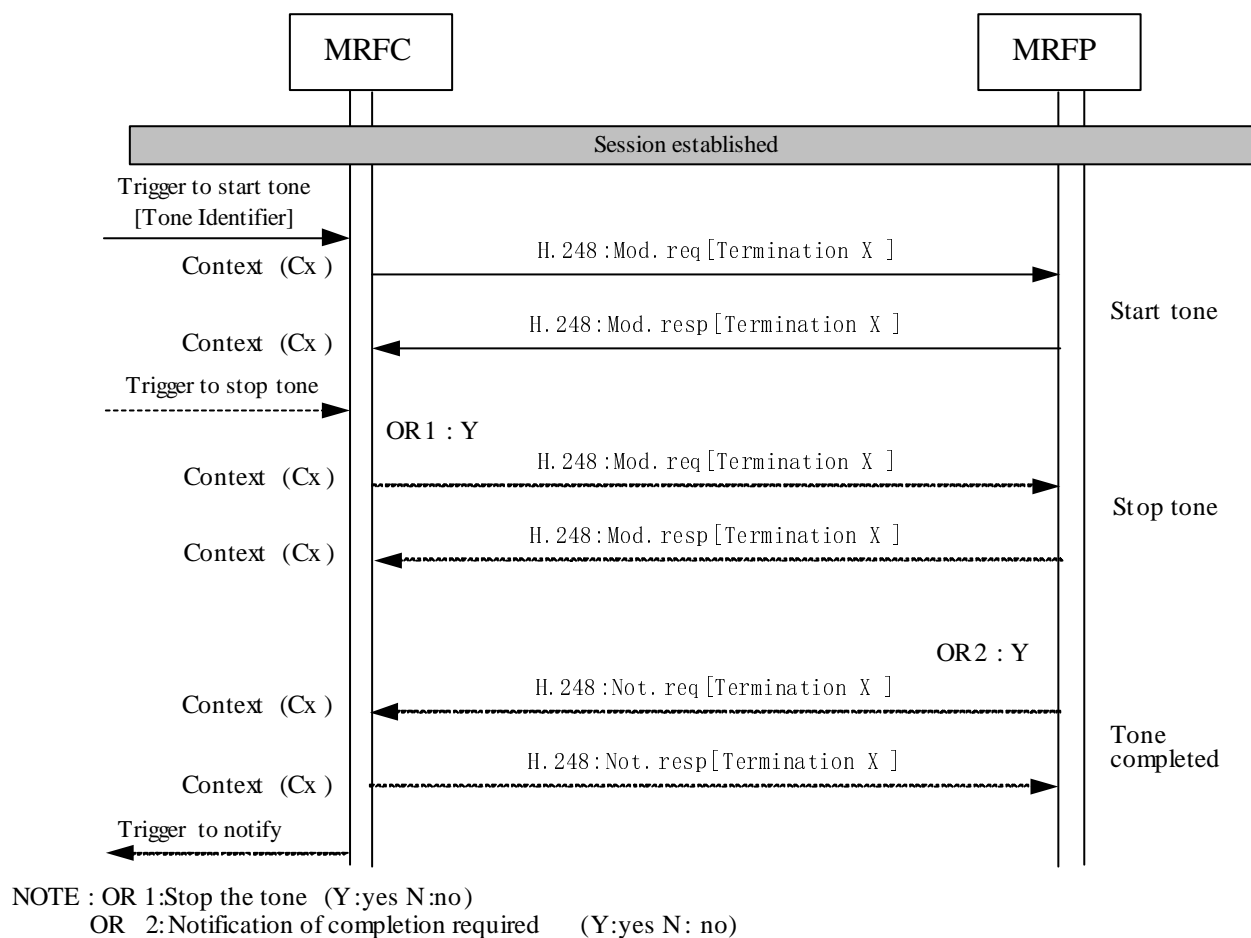 MRFC
MRFP
Session established
Trigger to start tone
[Tone Identifier]
H.248:Mod.req[Termination X ]
Context (Cx )
Start tone
H.248:Mod.resp[Termination X ]
Context (Cx )
Trigger to stop tone
OR1 : Y
H.248:Mod.req[Termination X ]
Context (Cx )
Stop tone
H.248:Mod.resp[Termination X ]
Context (Cx )
OR2 : Y
H.248:Not.req[Termination X ]
Context (Cx )
Tone
completed
H.248:Not.resp[Termination X ]
Context (Cx )
Trigger to notify
NOTE : OR 1:Stop the tone (Y:yes N:no)
OR 2:Notification of completion required (Y:yes N: no)